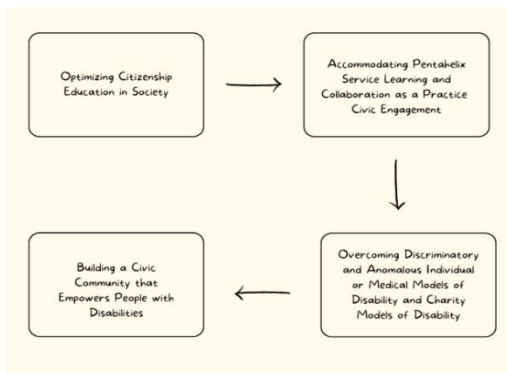 Optimizing Citizenship
Education in Society
Accommodating Pentahelix
Service Learning and
Collaboration as a Practice
Civic Engagement
Overcoming Discriminatory
and Anomalous Individual
or Medical Models of
Disability and Charity
Models of Disability
Building a Civic
Community that
Empowers People with
Disabilities